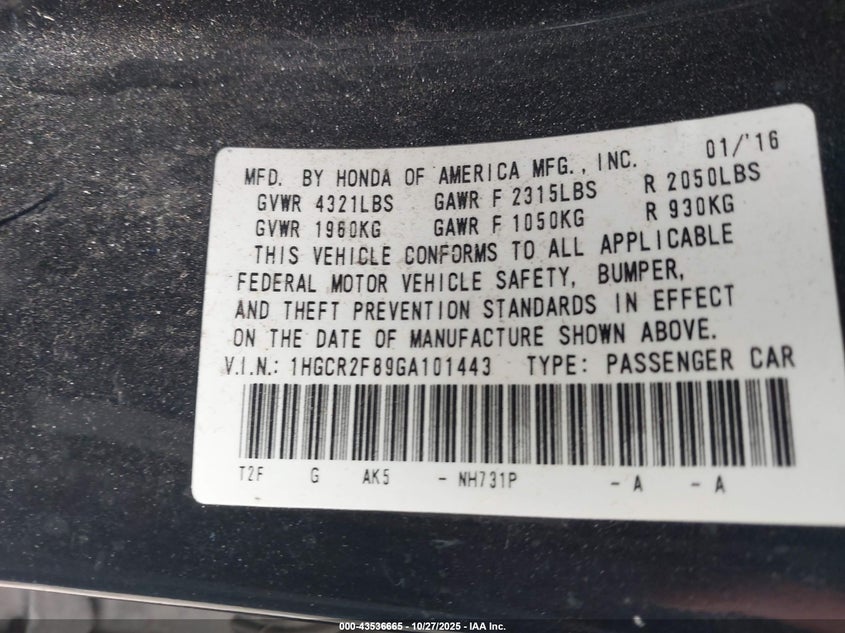 01/'16
MFD. BY HONDA OF AMERICA MFG., INC.
GVWR 4321LBS GAWR F 2315LBS R 2050LBS
GVWR 1960KG GAWR F 1050KG R 930KG
THIS VEHICLE CONFORMS TO ALL APPLICABLE
FEDERAL MOTOR VEHICLE SAFETY, BUMPER,
AND THEFT PREVENTION STANDARDS IN EFFECT
ON THE DATE OF MANUFACTURE SHOWN ABOVE.
V.I.N.: 1HGCR2F89GA101443 TYPE: PASSENGER CAR
T2F G AK5 - NH731P - A - A
000-43536665 - 10/27/2025 - IAA Inc.